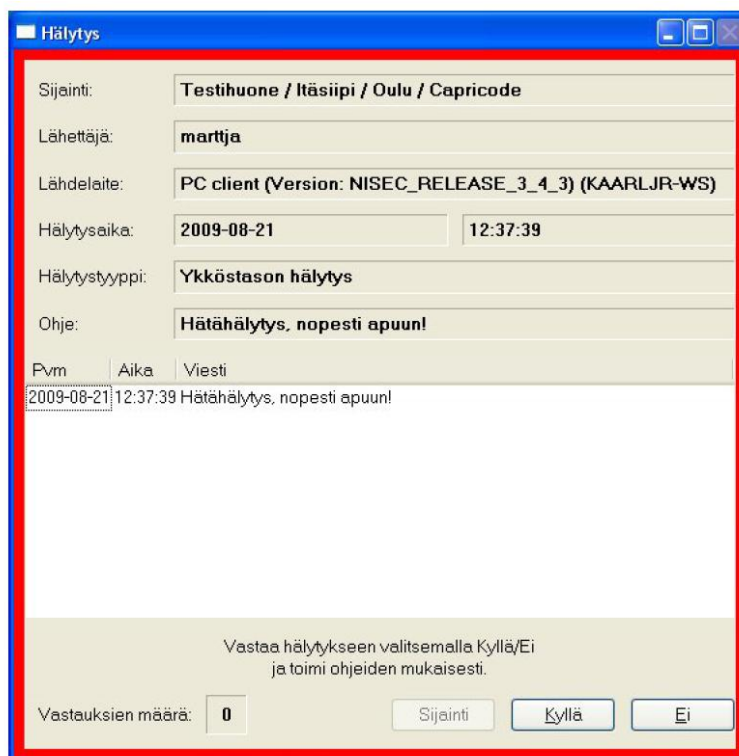 Hälytys
Sijainti: Testihuone / Itäsiipi / Oulu / Capricode
Lähettäjä: marttja
Lähdelaite: PC client (Version: NISEC_RELEASE_3_4_3) (KAARLJR-WS)
Hälytysaika: 2009-08-21 12:37:39
Hälytystyyppi: Ykköstason hälytys
Ohje: Hätähälytys, nopesti apuun!
Pvm Aika Viesti
2009-08-21 12:37:39 Hätähälytys, nopesti apuun!
Vastaa hälytykseen valitsemalla Kyllä/Ei
ja toimi ohjeiden mukaisesti.
Vastauksien määrä: 0 Sijainti Kyllä Ei